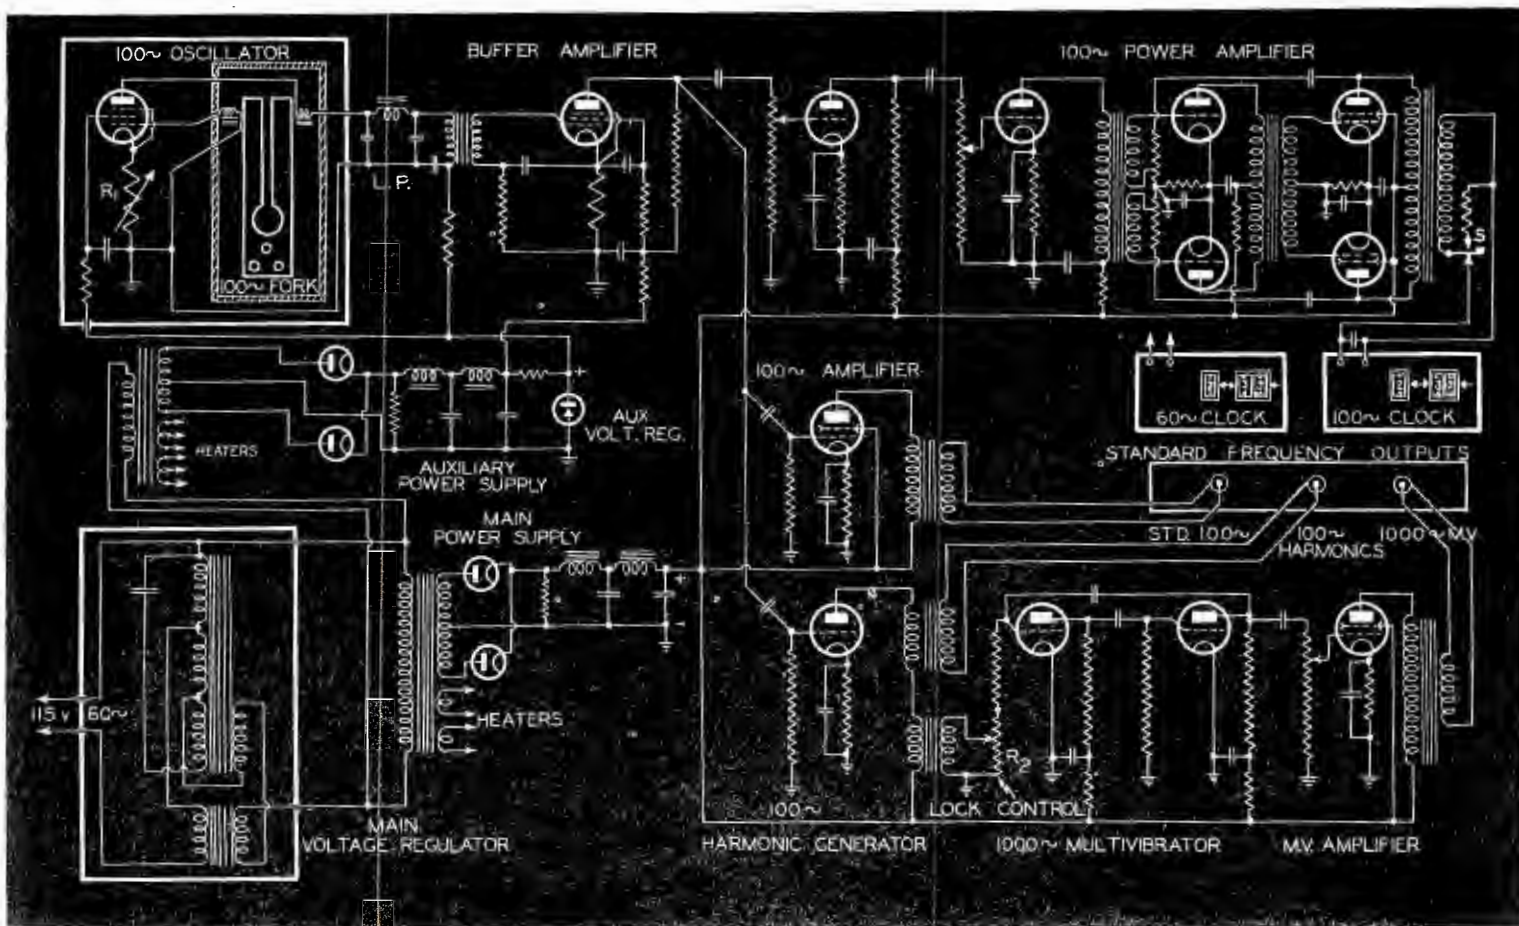 100~ OSCILLATOR
BUFFER AMPLIFIER
100~ POWER AMPLIFIER
R1
L.P.
100~ FORK
S
HEATERS
AUX
VOLT. REG.
AUXILIARY
POWER SUPPLY
100~ AMPLIFIER
60~ CLOCK
100~ CLOCK
STANDARD FREQUENCY OUTPUTS
STD. 100~
100~
HARMONICS
1000~ M.V.
MAIN
POWER SUPPLY
115 v 60~
HEATERS
MAIN
VOLTAGE REGULATOR
100~
HARMONIC GENERATOR
R2
LOCK CONTROL
1000~ MULTIVIBRATOR
M.V. AMPLIFIER